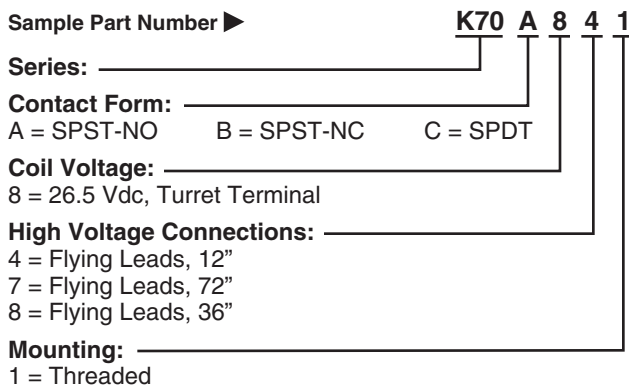 Sample Part Number ▶ K70 A 8 4 1
Series:
Contact Form:
A = SPST-NO B = SPST-NC C = SPDT
Coil Voltage:
8 = 26.5 Vdc, Turret Terminal
High Voltage Connections:
4 = Flying Leads, 12”
7 = Flying Leads, 72”
8 = Flying Leads, 36”
Mounting:
1 = Threaded